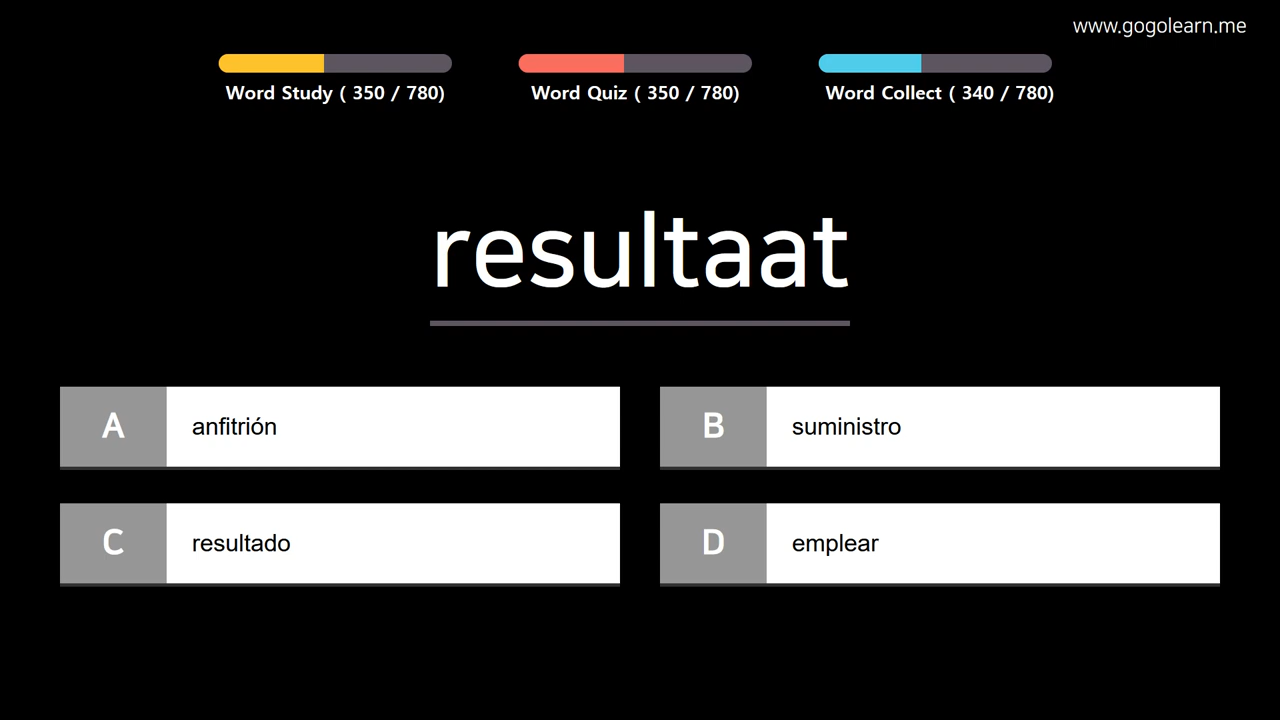 www.gogolearn.me
Word Study ( 350 / 780)
Word Quiz ( 350 / 780)
Word Collect ( 340 / 780)
resultaat
A anfitrión
B suministro
C resultado
D emplear